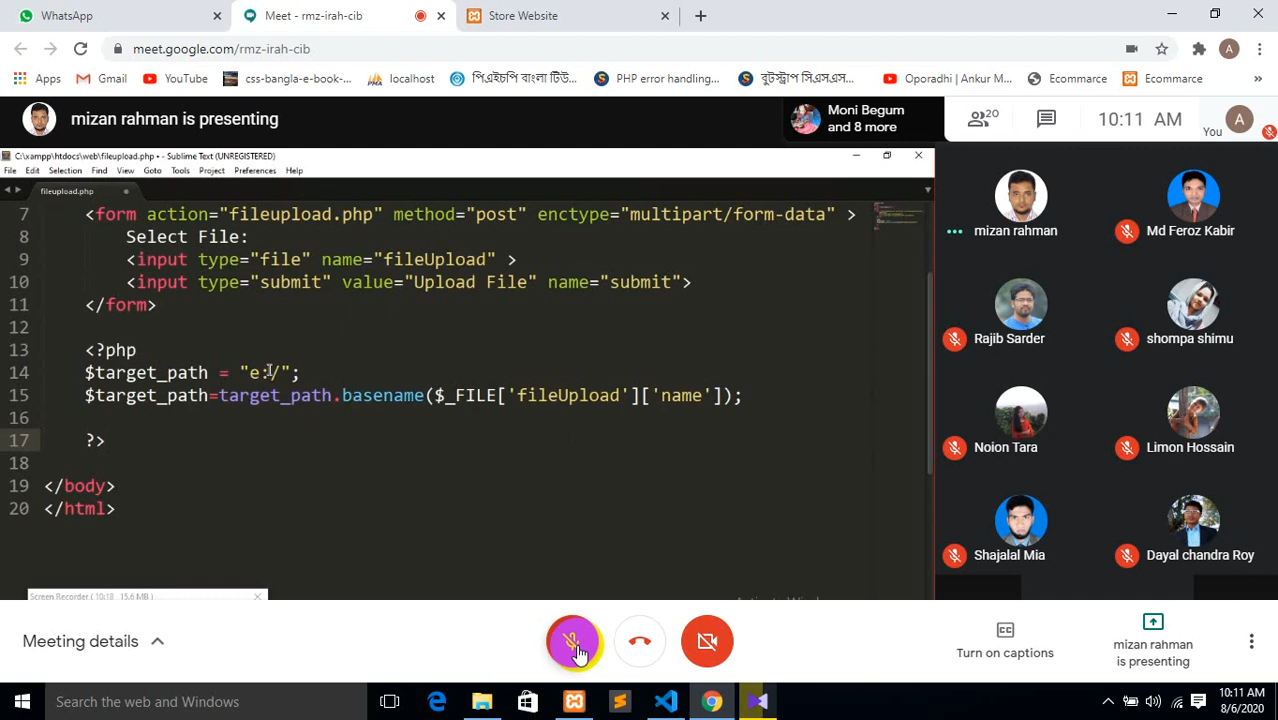 WhatsApp
Meet - rmz-irah-cib
Store Website
meet.google.com/rmz-irah-cib
A
Apps
Gmail
YouTube
css-bangla-e-book-...
localhost
পিএইচপি বাংলা টিউ...
PHP error handling...
বুটস্ট্রাপ সিএসএস...
Oporadhi | Ankur M...
Ecommerce
Ecommerce
»
mizan rahman is presenting
Moni Begum
and 8 more
20
10:11 AM
You
A
C:\xampp\htdocs\web\fileupload.php • - Sublime Text (UNREGISTERED)
File Edit Selection Find View Goto Tools Project Preferences Help
fileupload.php
7 <form action="fileupload.php" method="post" enctype="multipart/form-data" >
8 Select File:
9 <input type="file" name="fileUpload" >
10 <input type="submit" value="Upload File" name="submit">
11 </form>
12
13 <?php
14 $target_path = "e:/";
15 $target_path=target_path.basename($_FILE['fileUpload']['name']);
16
17 ?>
18
19 </body>
20 </html>
mizan rahman
Md Feroz Kabir
Rajib Sarder
shompa shimu
Noion Tara
Limon Hossain
Shajalal Mia
Dayal chandra Roy
Screen Recorder ( 10:18 15.6 MB )
Meeting details
CC
Turn on captions
mizan rahman
is presenting
Search the web and Windows
10:11 AM
8/6/2020